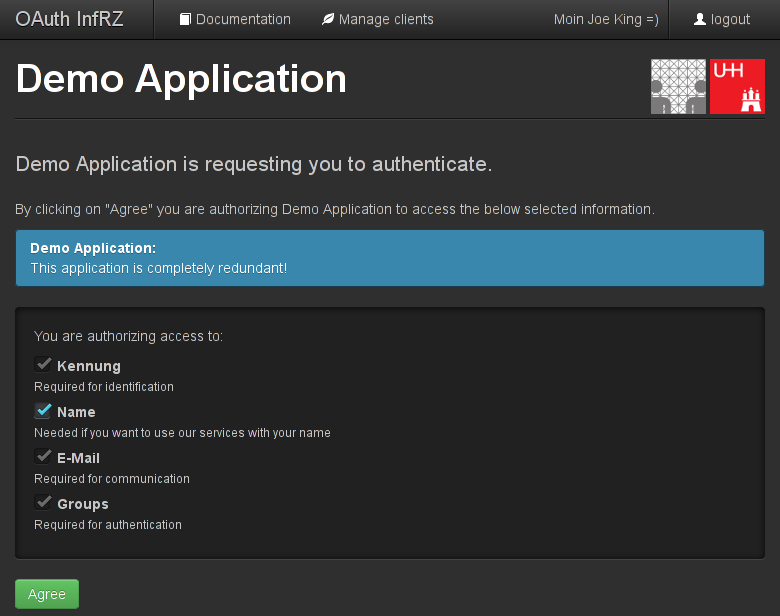 OAuth InfRZ Documentation Manage clients Moin Joe King =) logout
Demo Application
UHH
Demo Application is requesting you to authenticate.
By clicking on "Agree" you are authorizing Demo Application to access the below selected information.
Demo Application:
This application is completely redundant!
You are authorizing access to:
Kennung
Required for identification
Name
Needed if you want to use our services with your name
E-Mail
Required for communication
Groups
Required for authentication
Agree